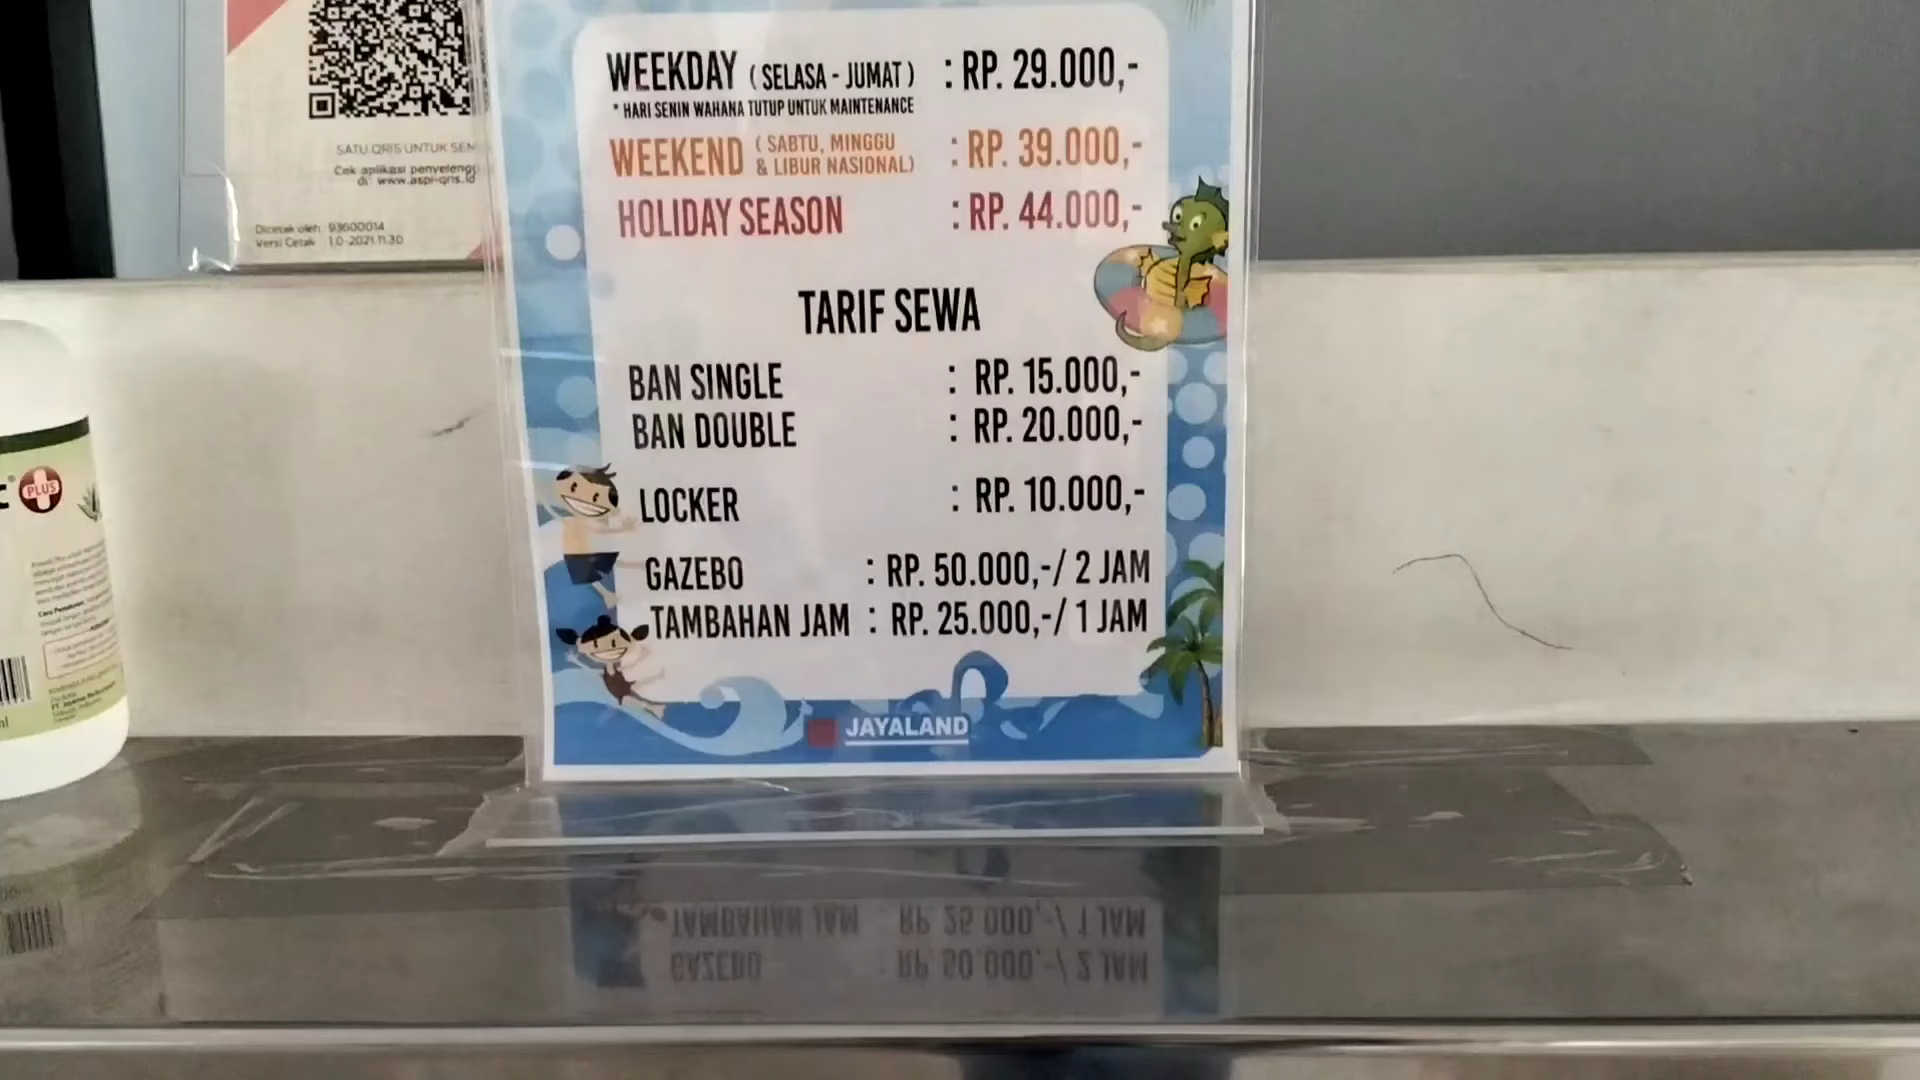 SATU QRIS UNTUK SEM
Cek aplikasi penyelengg
di: www.aspi-qris.id
Dicetak oleh : 93600014
Versi Cetak : 1.0-2021.11.30
WEEKDAY ( SELASA - JUMAT ) : RP. 29.000,-
* HARI SENIN WAHANA TUTUP UNTUK MAINTENANCE
WEEKEND ( SABTU, MINGGU & LIBUR NASIONAL) : RP. 39.000,-
HOLIDAY SEASON : RP. 44.000,-
TARIF SEWA
BAN SINGLE : RP. 15.000,-
BAN DOUBLE : RP. 20.000,-
LOCKER : RP. 10.000,-
GAZEBO : RP. 50.000,-/ 2 JAM
TAMBAHAN JAM : RP. 25.000,-/ 1 JAM
JAYALAND
PLUS